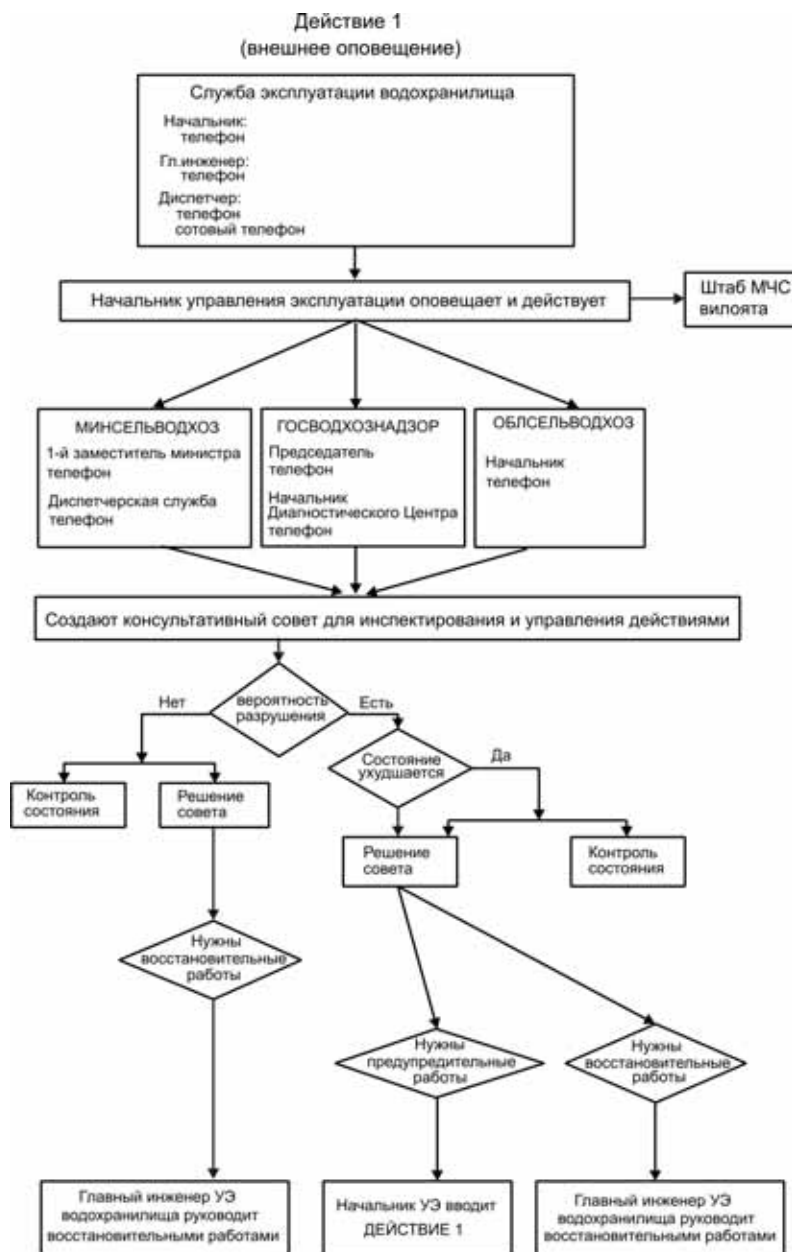 Действие 1
(внешнее оповещение)
Служба эксплуатации водохранилища
Начальник:
телефон
Гл.инженер:
телефон
Диспетчер:
телефон
сотовый телефон
Начальник управления эксплуатации оповещает и действует
Штаб МЧС
вилоята
МИНСЕЛЬВОДХОЗ
1-й заместитель министра
телефон
Диспетчерская служба
телефон
ГОСВОДХОЗНАДЗОР
Председатель
телефон
Начальник
Диагностического Центра
телефон
ОБЛСЕЛЬВОДХОЗ
Начальник
телефон
Создают консультативный совет для инспектирования и управления действиями
Нет
вероятность
разрушения
Есть
Состояние
ухудшается
Да
Контроль
состояния
Решение
совета
Решение
совета
Контроль
состояния
Нужны
восстановительные
работы
Нужны
предупредительные
работы
Нужны
восстановительные
работы
Главный инженер УЭ
водохранилища руководит
восстановительными работами
Начальник УЭ вводит
ДЕЙСТВИЕ 1
Главный инженер УЭ
водохранилища руководит
восстановительными работами